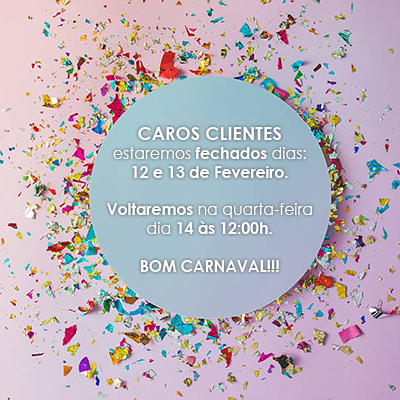 CAROS CLIENTES
estaremos fechados dias:
12 e 13 de Fevereiro.
Voltaremos na quarta-feira
dia 14 às 12:00h.
BOM CARNAVAL!!!